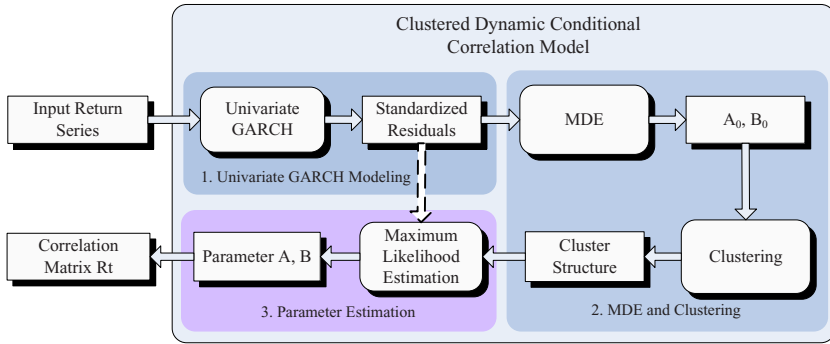 Clustered Dynamic Conditional
Correlation Model
Input Return
Series
Univariate
GARCH
Standardized
Residuals
MDE
A₀, B₀
1. Univariate GARCH Modeling
Correlation
Matrix Rt
Parameter A, B
Maximum
Likelihood
Estimation
Cluster
Structure
Clustering
3. Parameter Estimation
2. MDE and Clustering